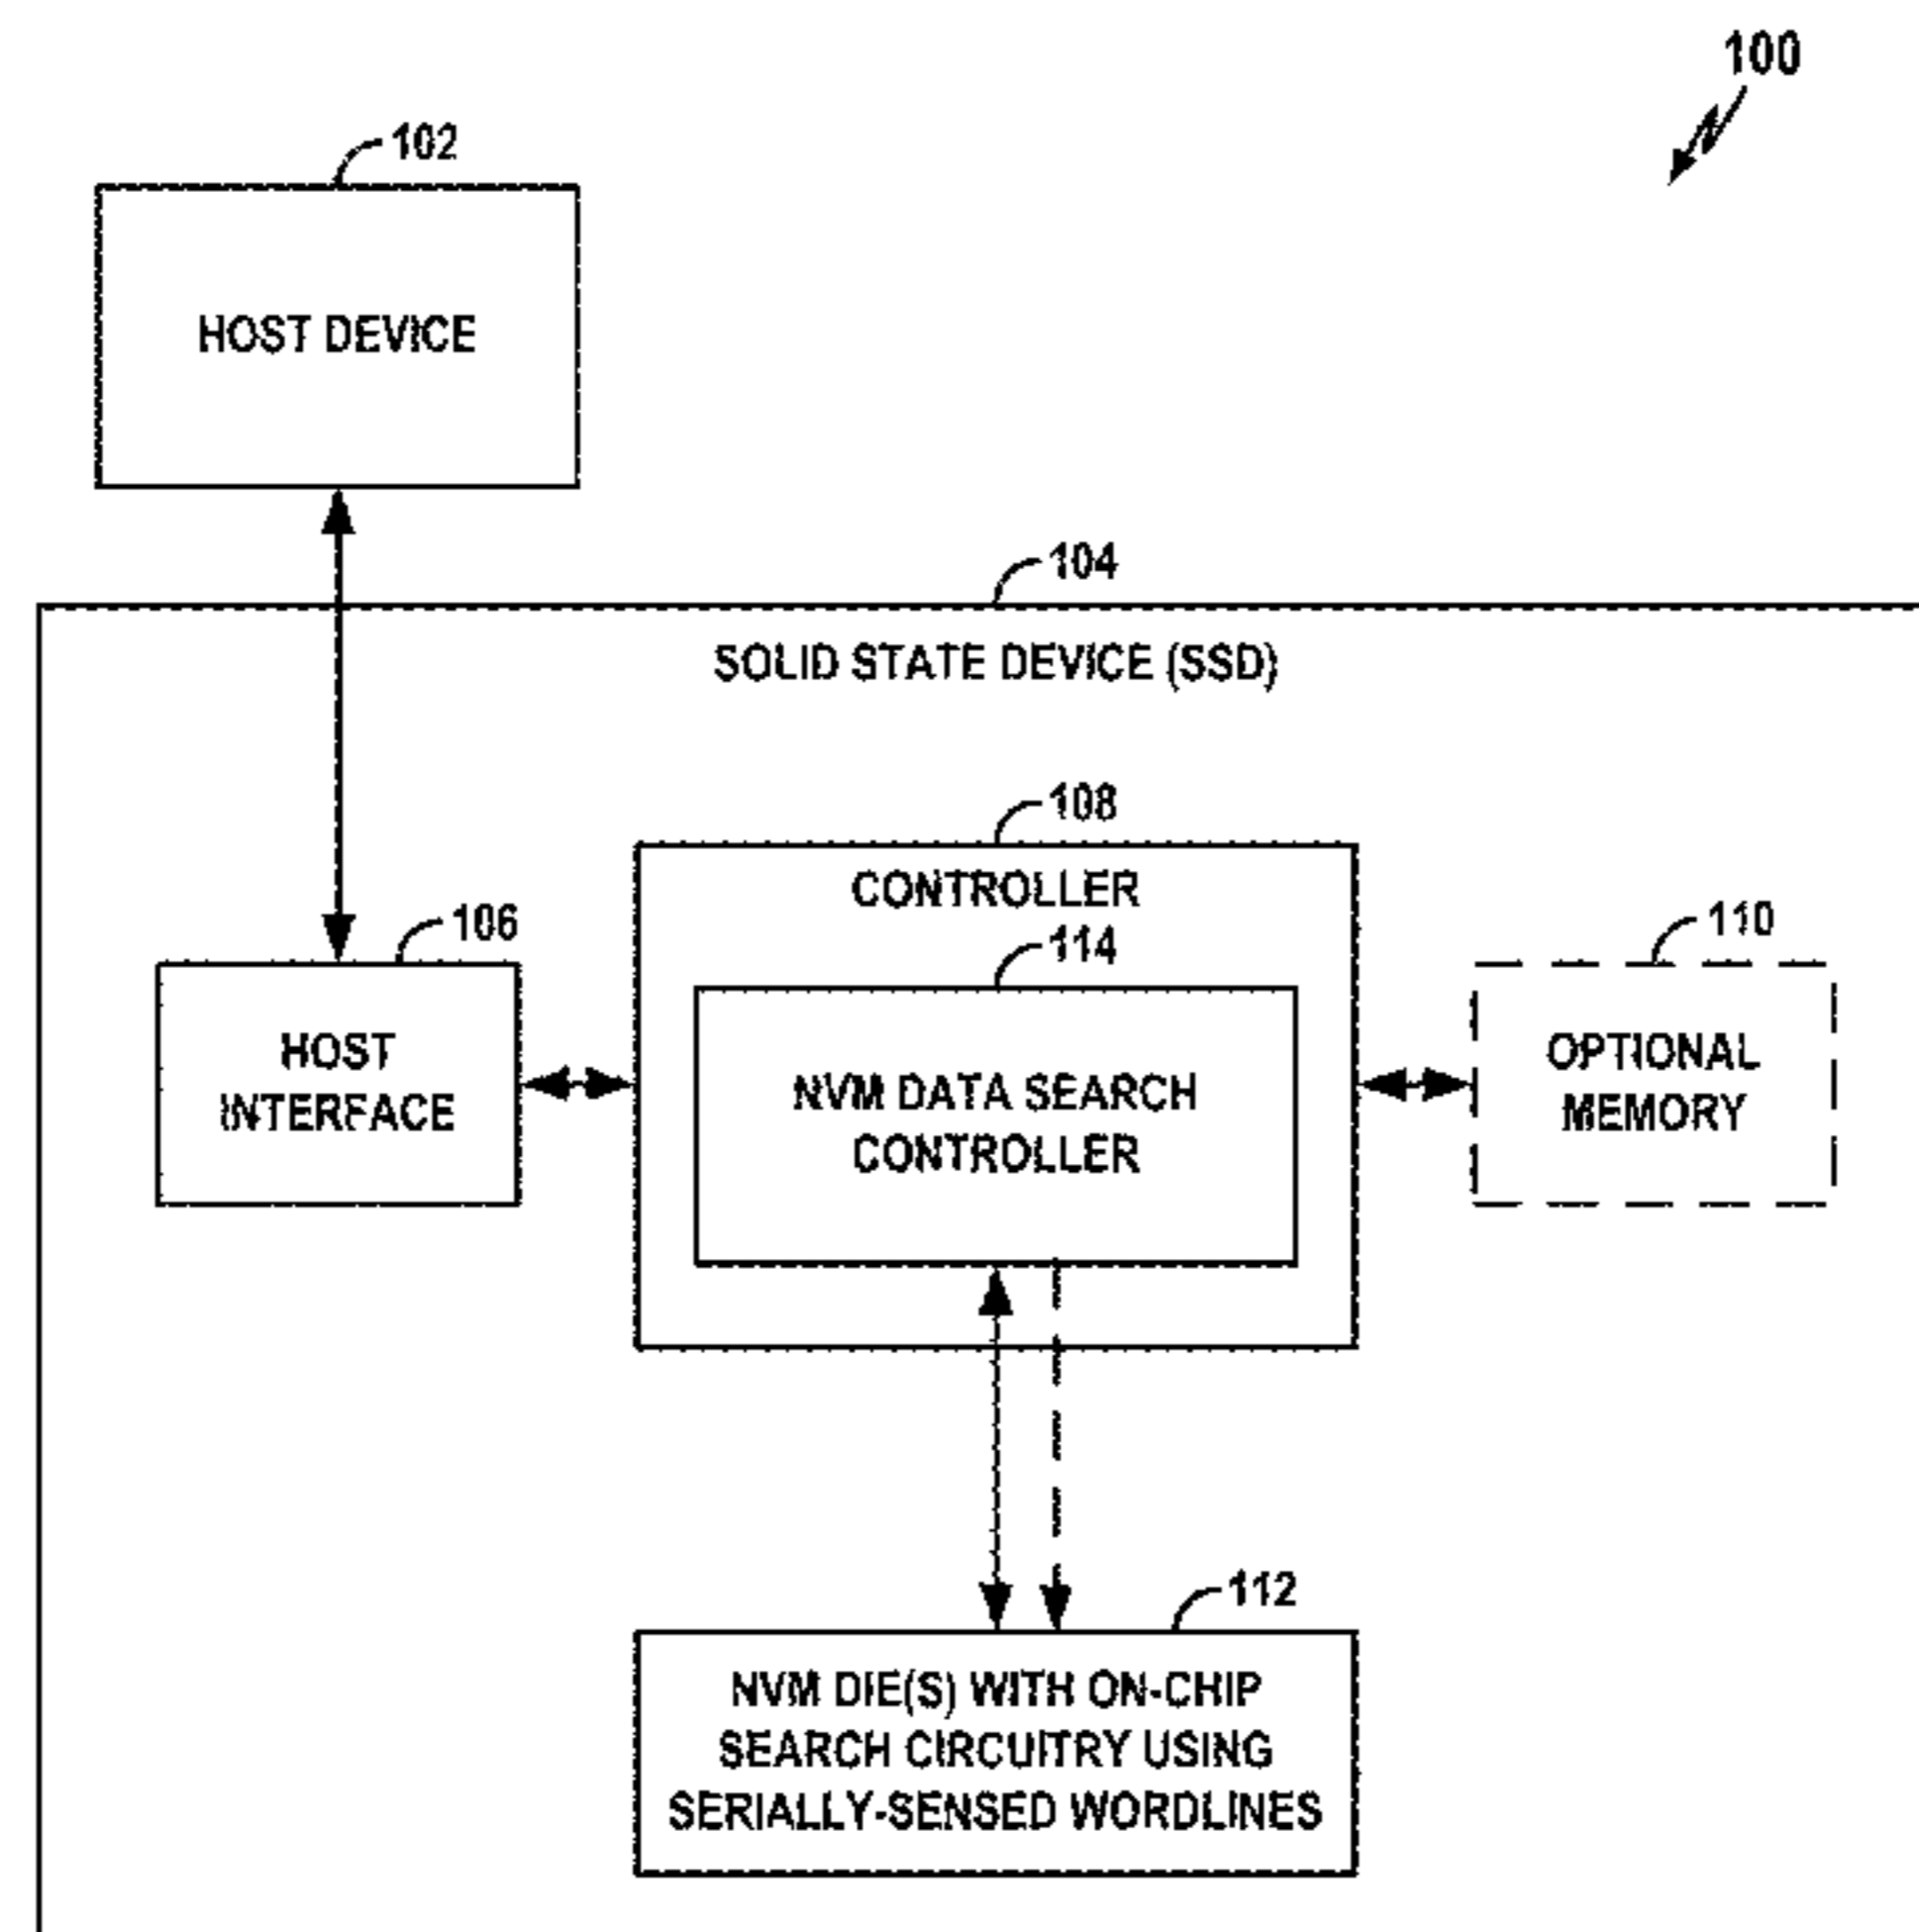 100
102
HOST DEVICE
104
SOLID STATE DEVICE (SSD)
108
CONTROLLER
106
114
110
HOST
INTERFACE
NVM DATA SEARCH
CONTROLLER
OPTIONAL
MEMORY
112
NVM DIE(S) WITH ON-CHIP
SEARCH CIRCUITRY USING
SERIALLY-SENSED WORDLINES